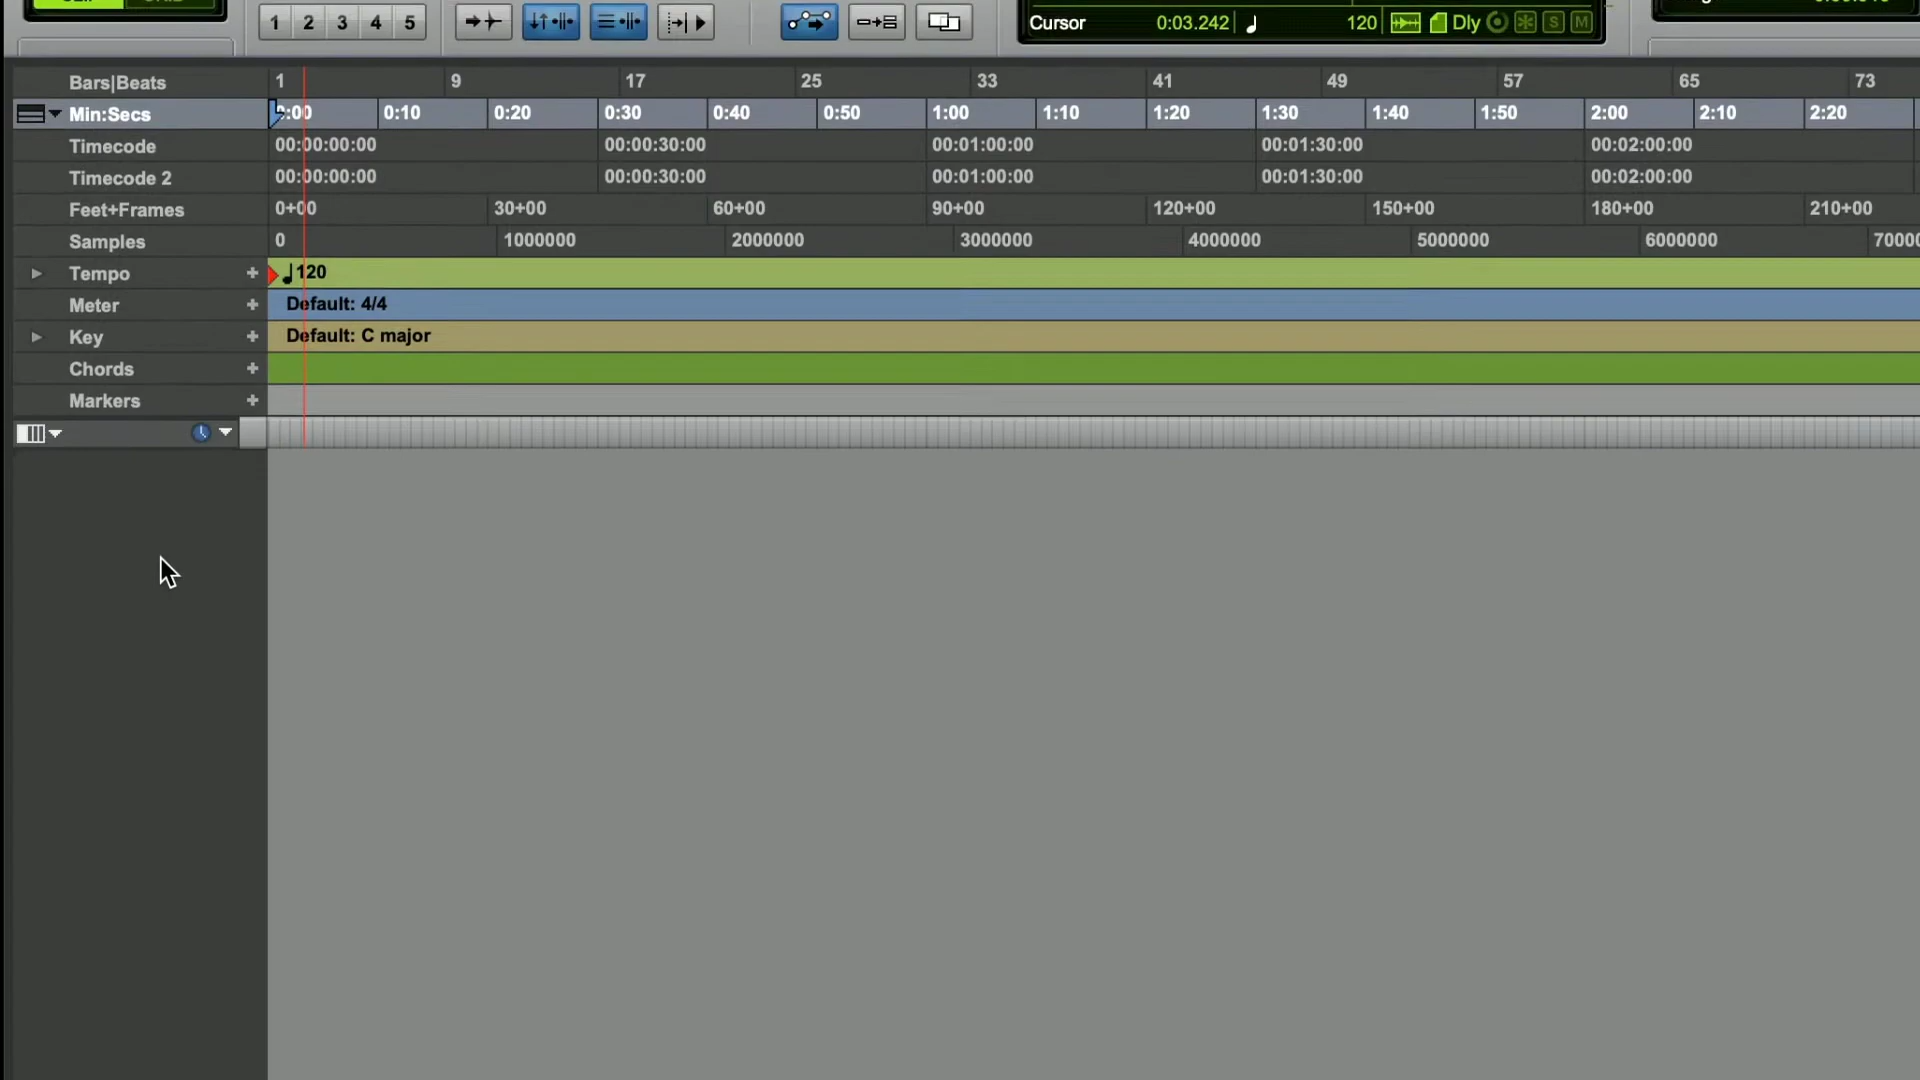 1 2 3 4 5
Cursor 0:03.242 120 Dly S M
Bars|Beats 1 9 17 25 33 41 49 57 65 73
Min:Secs 0:00 0:10 0:20 0:30 0:40 0:50 1:00 1:10 1:20 1:30 1:40 1:50 2:00 2:10 2:20
Timecode 00:00:00:00 00:00:30:00 00:01:00:00 00:01:30:00 00:02:00:00
Timecode 2 00:00:00:00 00:00:30:00 00:01:00:00 00:01:30:00 00:02:00:00
Feet+Frames 0+00 30+00 60+00 90+00 120+00 150+00 180+00 210+00
Samples 0 1000000 2000000 3000000 4000000 5000000 6000000 70000
Tempo + 120
Meter + Default: 4/4
Key + Default: C major
Chords +
Markers +